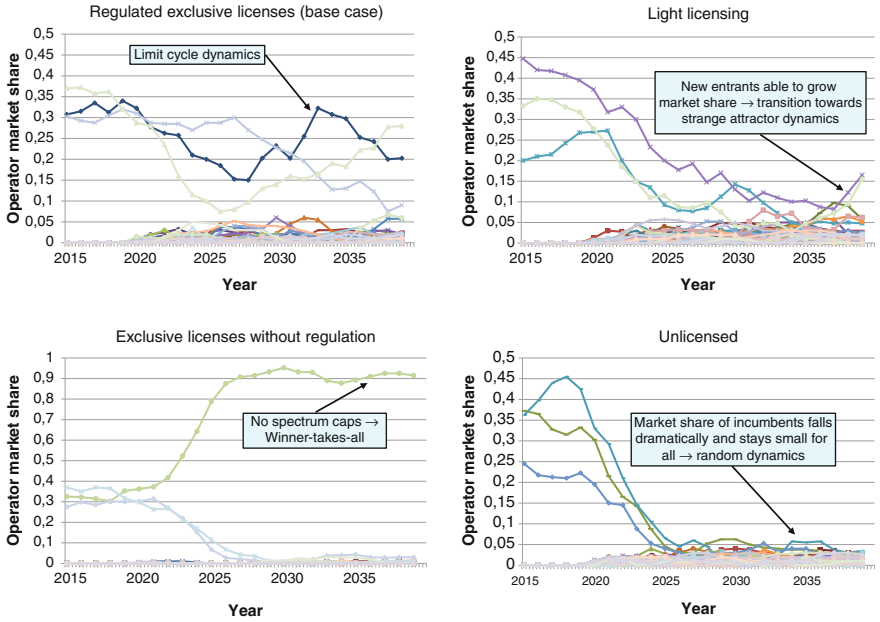 Regulated exclusive licenses (base case)
Operator market share
0,5
0,45
0,4
0,35
0,3
0,25
0,2
0,15
0,1
0,05
0
Limit cycle dynamics
2015 2020 2025 2030 2035
Year
Light licensing
Operator market share
0,5
0,45
0,4
0,35
0,3
0,25
0,2
0,15
0,1
0,05
0
New entrants able to grow
market share → transition towards
strange attractor dynamics
2015 2020 2025 2030 2035
Year
Exclusive licenses without regulation
Operator market share
1
0,9
0,8
0,7
0,6
0,5
0,4
0,3
0,2
0,1
0
No spectrum caps →
Winner-takes-all
2015 2020 2025 2030 2035
Year
Unlicensed
Operator market share
0,5
0,45
0,4
0,35
0,3
0,25
0,2
0,15
0,1
0,05
0
Market share of incumbents falls
dramatically and stays small for
all → random dynamics
2015 2020 2025 2030 2035
Year